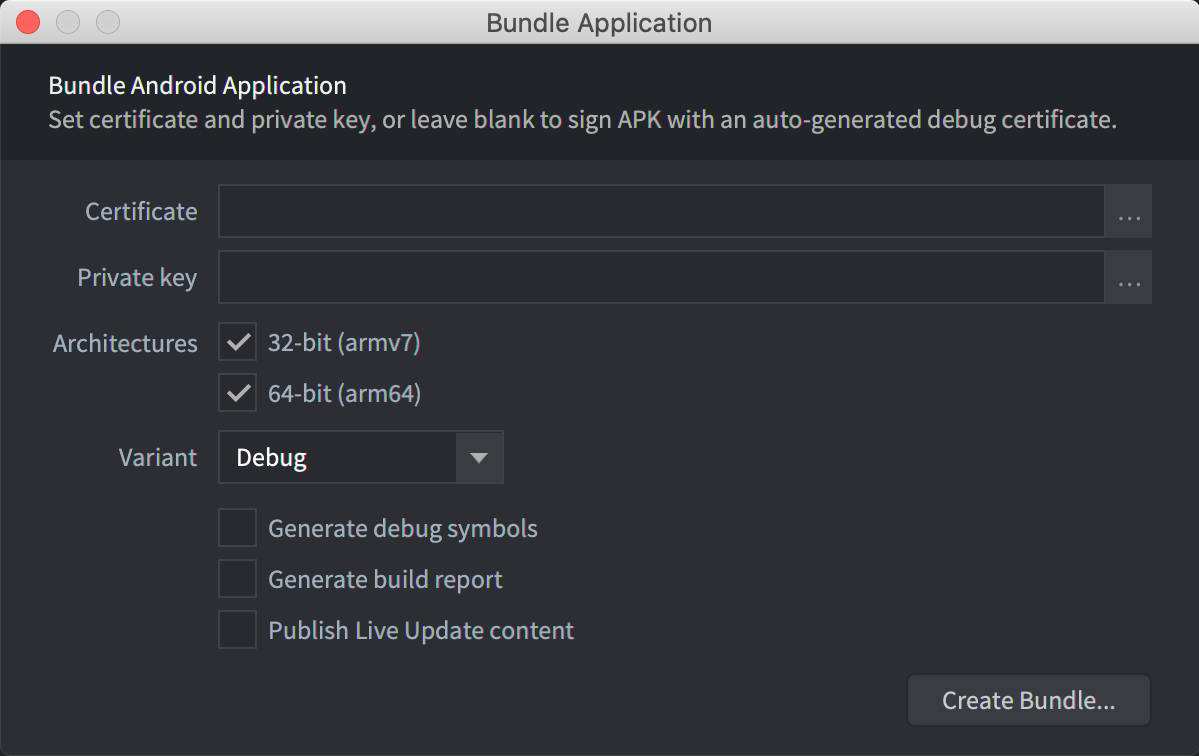 Bundle Application
Bundle Android Application
Set certificate and private key, or leave blank to sign APK with an auto-generated debug certificate.
Certificate ...
Private key ...
Architectures 32-bit (armv7)
64-bit (arm64)
Variant Debug
Generate debug symbols
Generate build report
Publish Live Update content
Create Bundle...